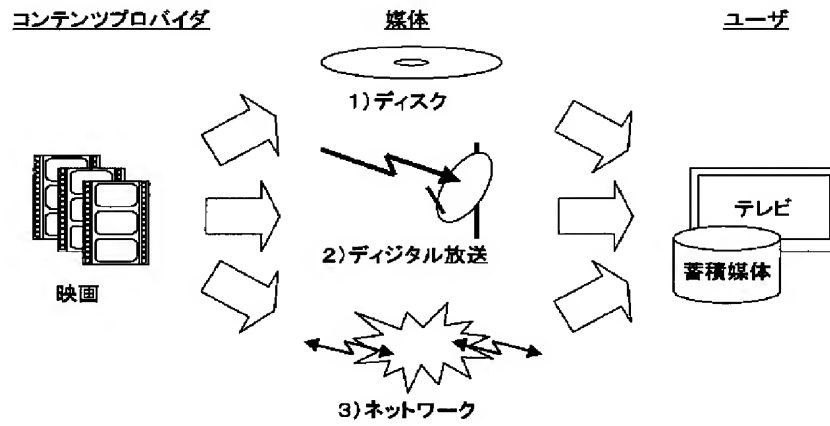 コンテンツプロバイダ
媒体
ユーザ
1)ディスク
テレビ
2)ディジタル放送
蓄積媒体
映画
3)ネットワーク